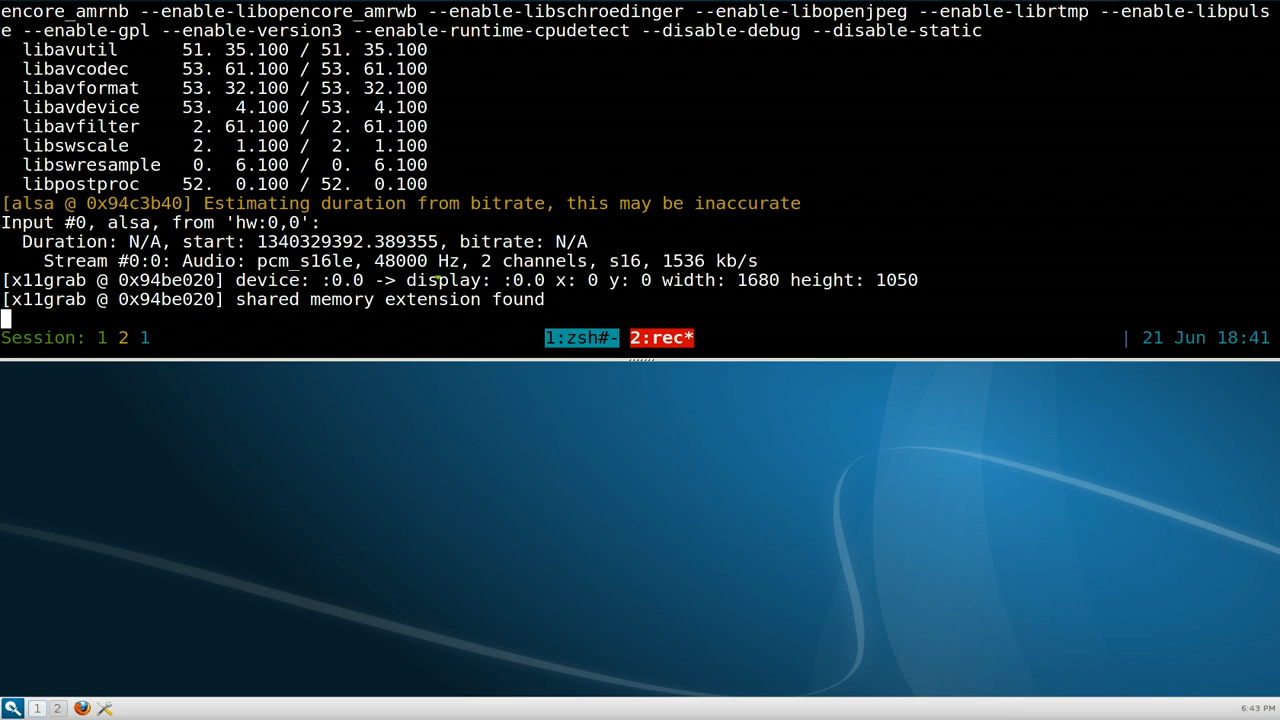 encore_amrnb --enable-libopencore_amrwb --enable-libschroedinger --enable-libopenjpeg --enable-librtmp --enable-libpuls
e --enable-gpl --enable-version3 --enable-runtime-cpudetect --disable-debug --disable-static
libavutil 51. 35.100 / 51. 35.100
libavcodec 53. 61.100 / 53. 61.100
libavformat 53. 32.100 / 53. 32.100
libavdevice 53. 4.100 / 53. 4.100
libavfilter 2. 61.100 / 2. 61.100
libswscale 2. 1.100 / 2. 1.100
libswresample 0. 6.100 / 0. 6.100
libpostproc 52. 0.100 / 52. 0.100
[alsa @ 0x94c3b40] Estimating duration from bitrate, this may be inaccurate
Input #0, alsa, from 'hw:0,0':
Duration: N/A, start: 1340329392.389355, bitrate: N/A
Stream #0:0: Audio: pcm_s16le, 48000 Hz, 2 channels, s16, 1536 kb/s
[x11grab @ 0x94be020] device: :0.0 -> display: :0.0 x: 0 y: 0 width: 1680 height: 1050
[x11grab @ 0x94be020] shared memory extension found
Session: 1 2 1 1:zsh#- 2:rec* | 21 Jun 18:41
1 2 6:43 PM